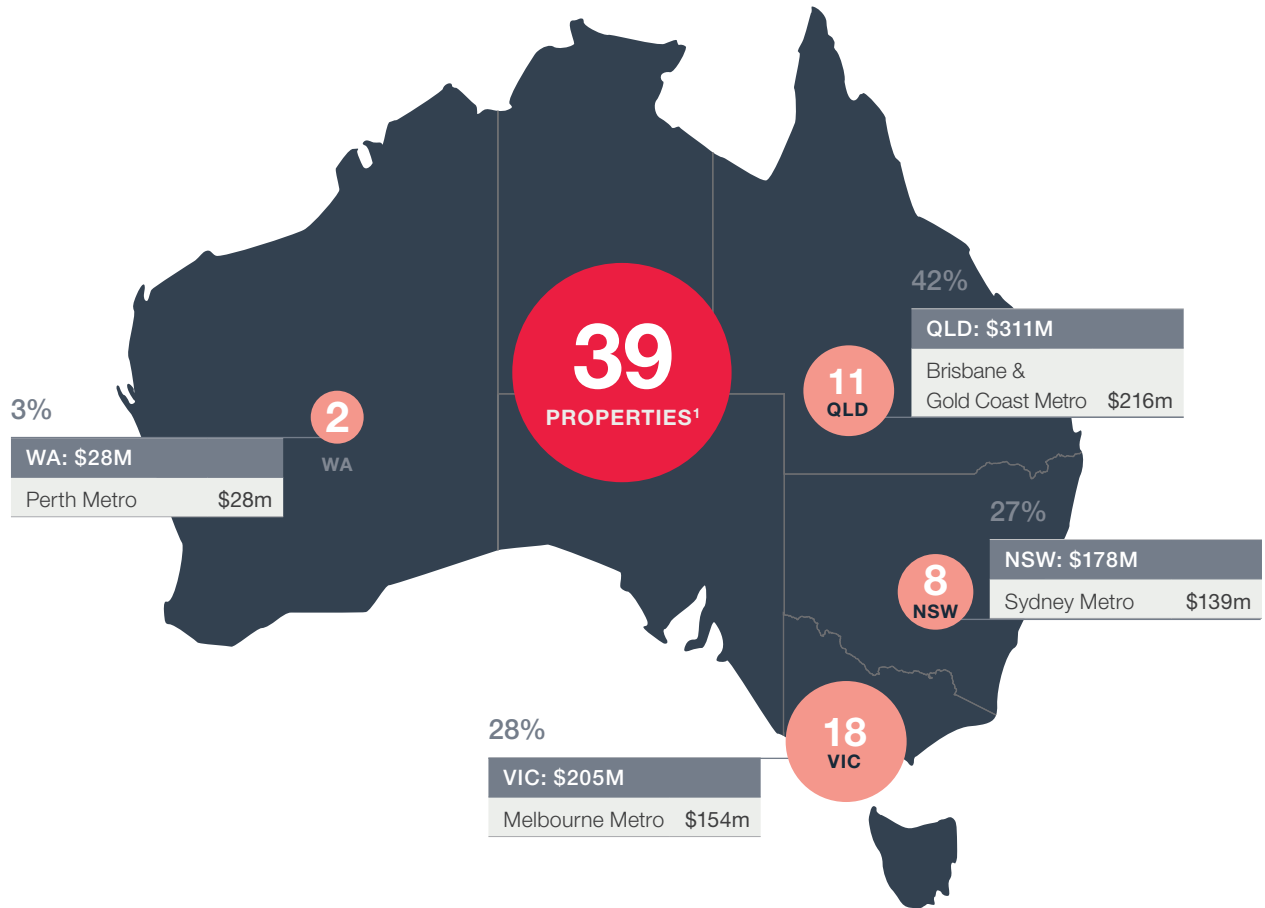 42%
QLD: $311M
Brisbane &
Gold Coast Metro $216m
11
QLD
39
PROPERTIES¹
3%
WA: $28M
Perth Metro $28m
2
WA
27%
NSW: $178M
Sydney Metro $139m
8
NSW
28%
VIC: $205M
Melbourne Metro $154m
18
VIC